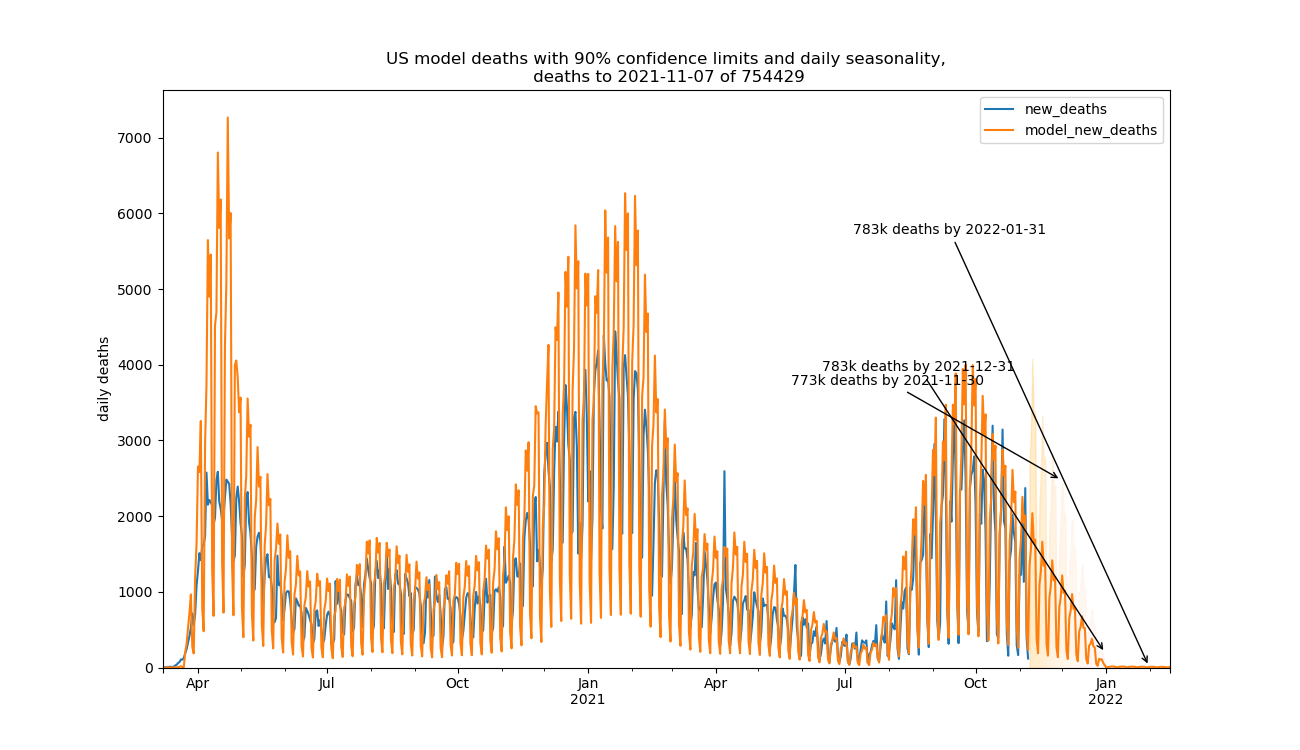 US model deaths with 90% confidence limits and daily seasonality,
deaths to 2021-11-07 of 754429
new_deaths
model_new_deaths
7000
6000
5000
4000
3000
2000
1000
0
daily deaths
783k deaths by 2022-01-31
783k deaths by 2021-12-31
773k deaths by 2021-11-30
Apr
Jul
Oct
Jan
2021
Apr
Jul
Oct
Jan
2022